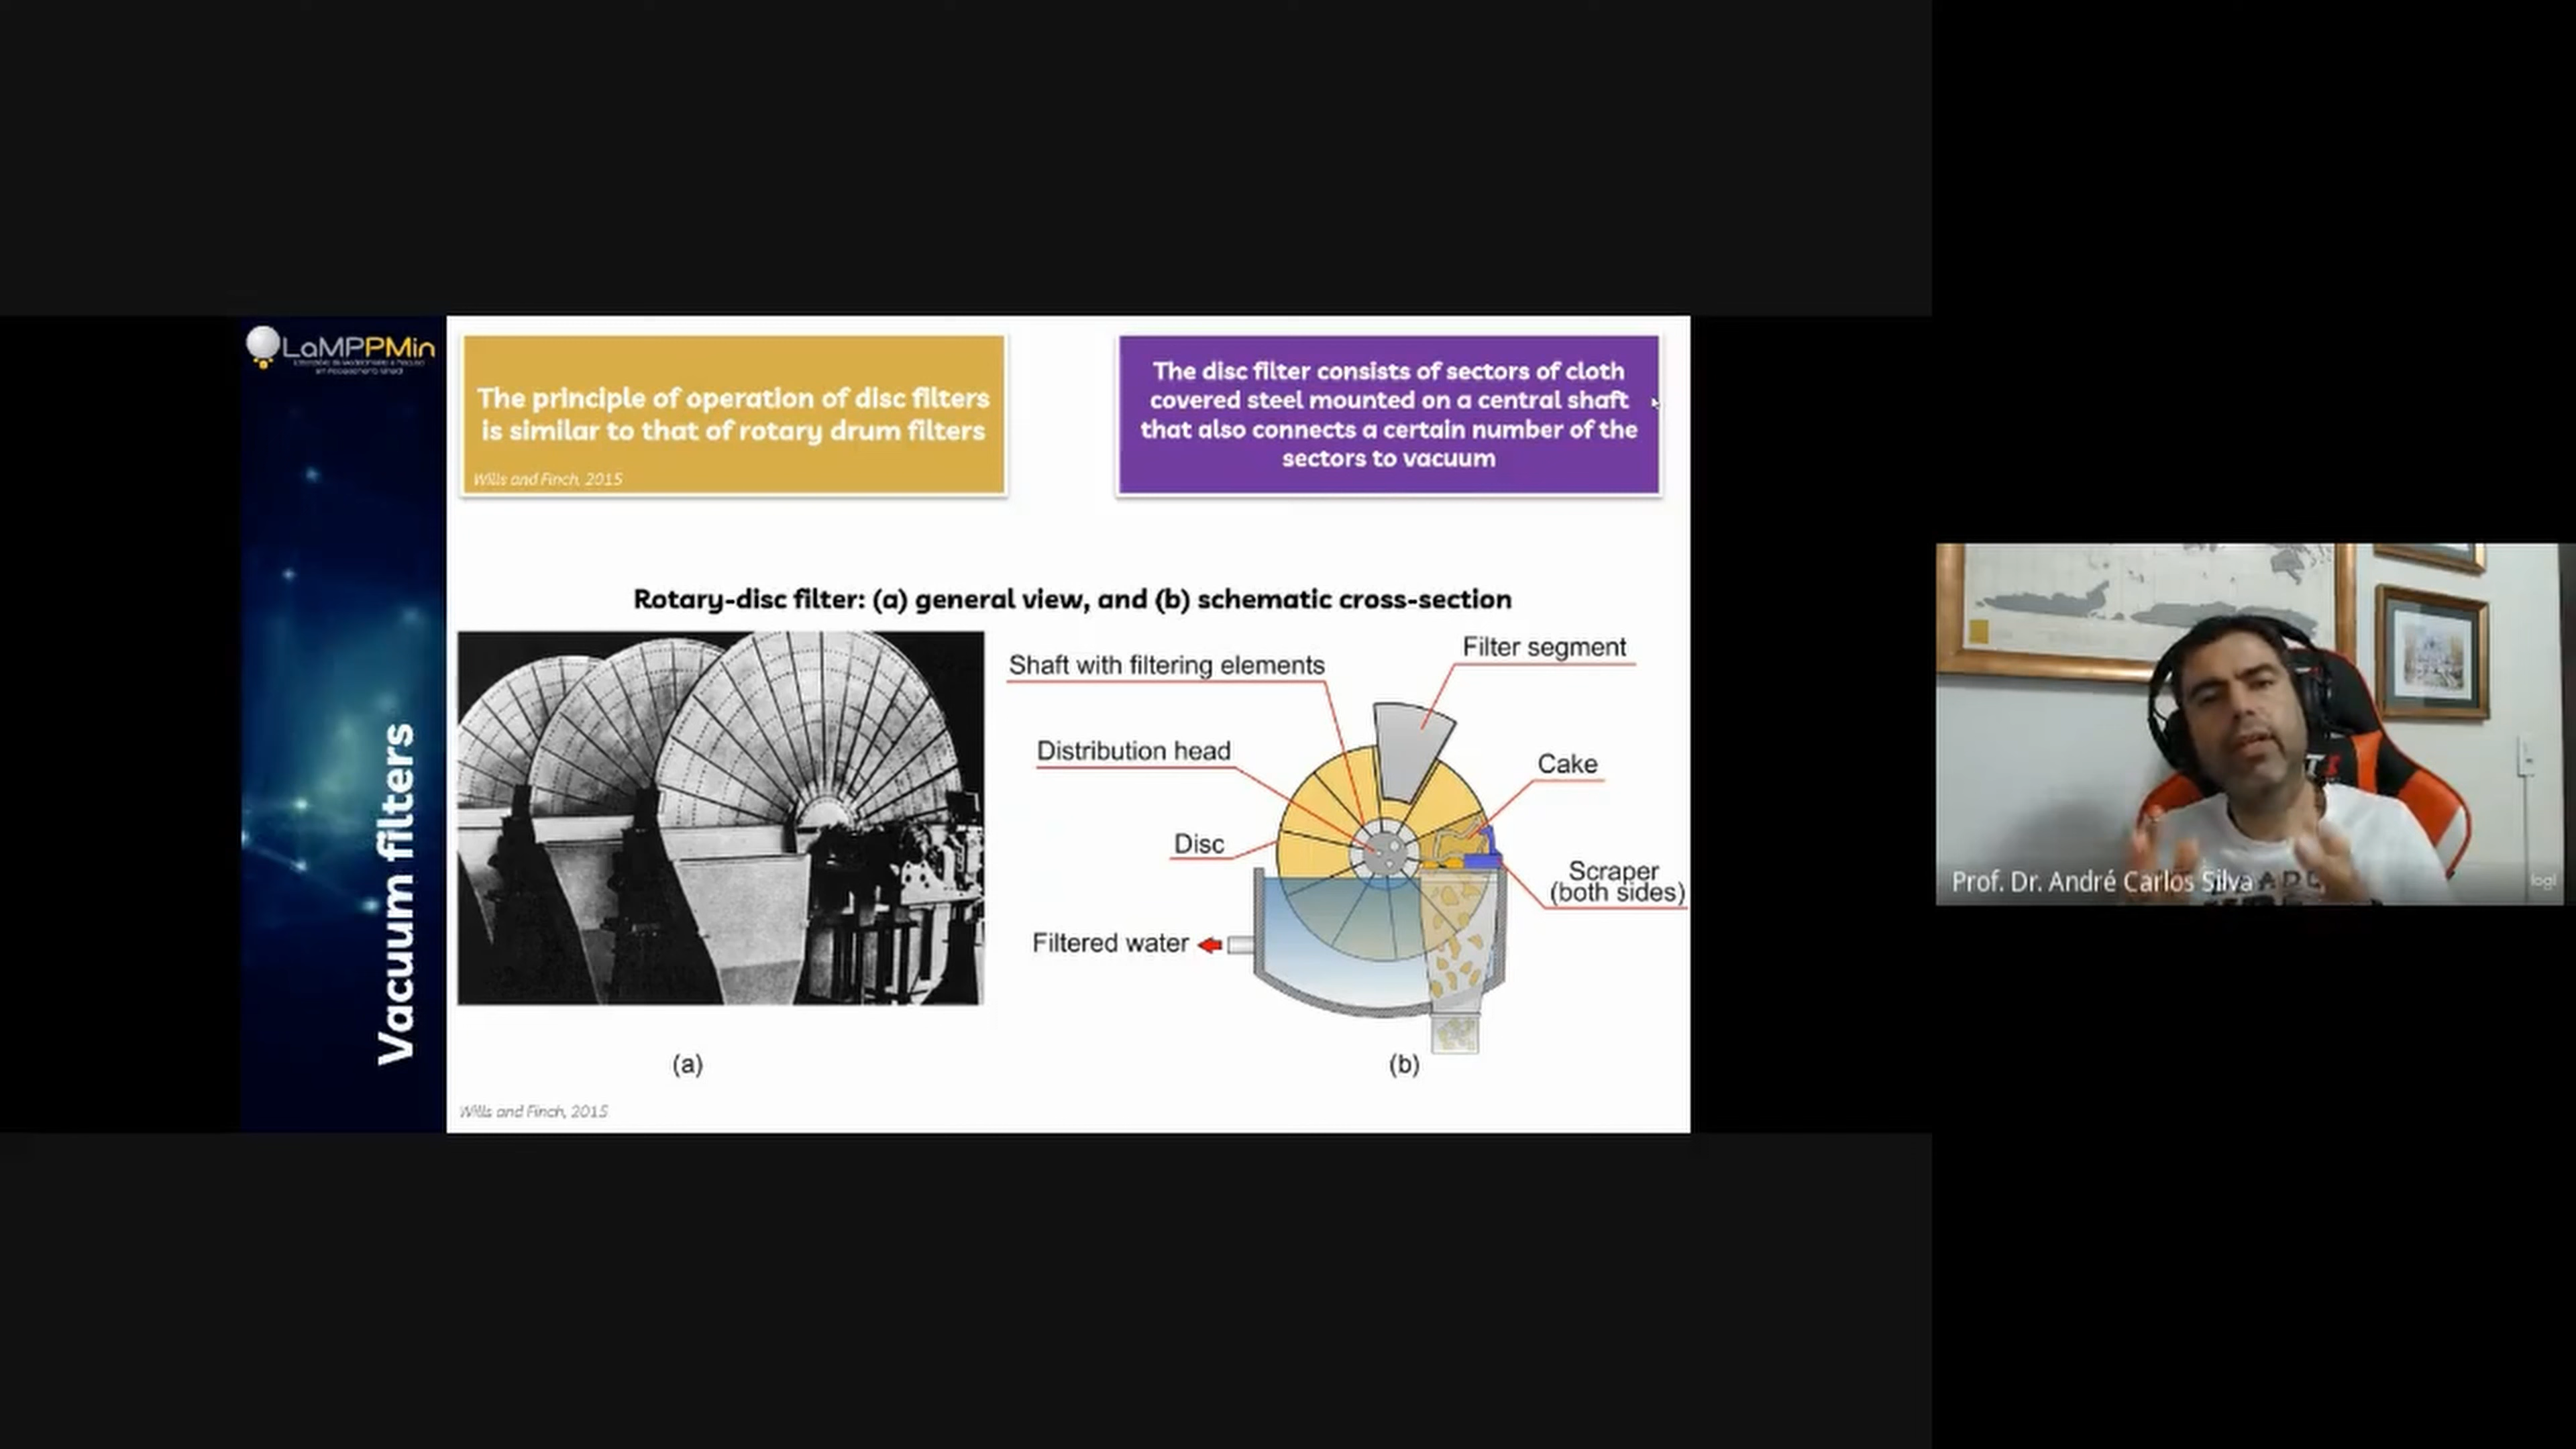 LaMPPMin
Vacuum filters
The principle of operation of disc filters
is similar to that of rotary drum filters
Wills and Finch, 2015
The disc filter consists of sectors of cloth
covered steel mounted on a central shaft
that also connects a certain number of the
sectors to vacuum
Rotary-disc filter: (a) general view, and (b) schematic cross-section
Filter segment
Shaft with filtering elements
Distribution head
Cake
Disc
Scraper
(both sides)
Filtered water
(a)
(b)
Wills and Finch, 2015
Prof. Dr. André Carlos Silva
logi